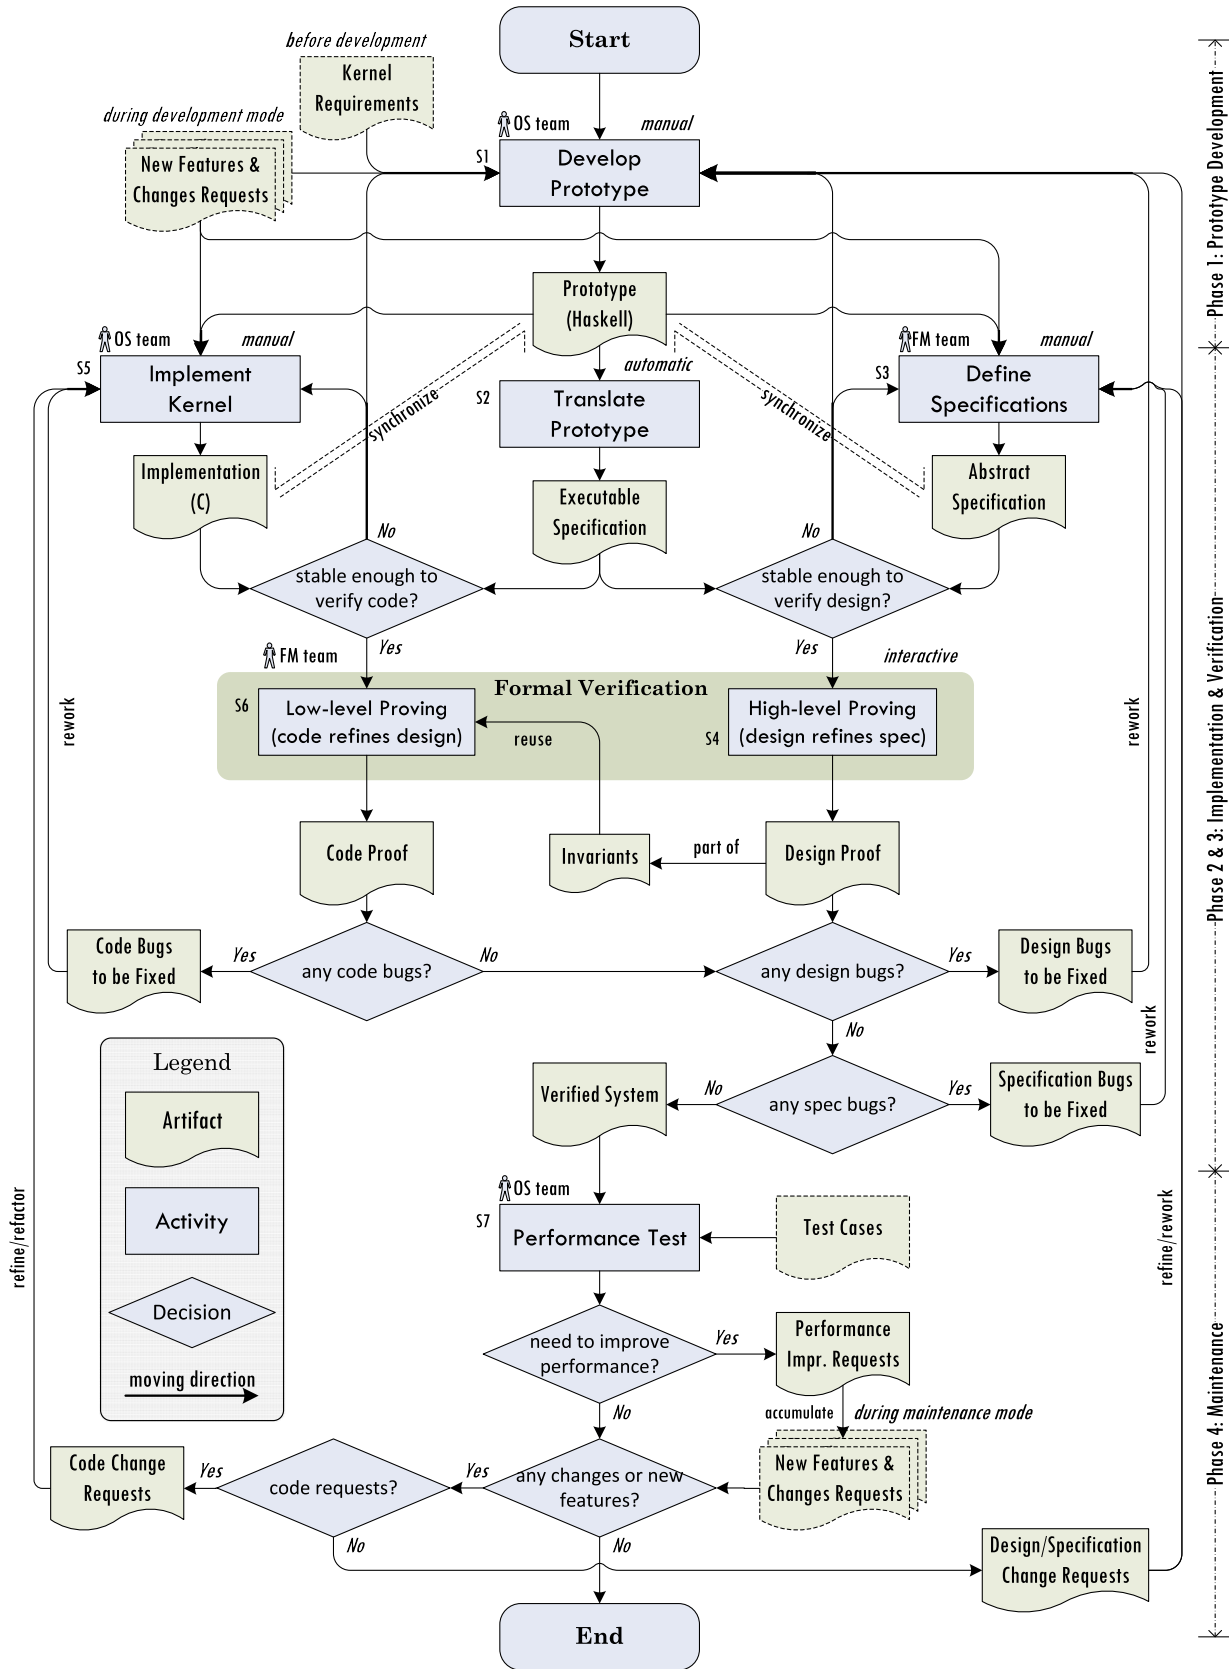 Start
before development
Kernel
Requirements
during development mode
New Features &
Changes Requests
OS team
manual
S1
Develop
Prototype
Prototype
(Haskell)
OS team
manual
S5
Implement
Kernel
automatic
S2
Translate
Prototype
FM team
manual
S3
Define
Specifications
synchronize
synchronize
Implementation
(C)
Executable
Specification
Abstract
Specification
No
stable enough to
verify code?
No
stable enough to
verify design?
Yes
Yes
FM team
interactive
Formal Verification
S6
Low-level Proving
(code refines design)
reuse
S4
High-level Proving
(design refines spec)
rework
rework
Code Proof
Invariants
part of
Design Proof
Code Bugs
to be Fixed
Yes
any code bugs?
No
any design bugs?
Yes
Design Bugs
to be Fixed
No
rework
Verified System
No
any spec bugs?
Yes
Specification Bugs
to be Fixed
Legend
Artifact
Activity
Decision
moving direction
OS team
S7
Performance Test
Test Cases
refine/refactor
refine/rework
need to improve
performance?
Yes
Performance
Impr. Requests
No
accumulate
during maintenance mode
New Features &
Changes Requests
any changes or new
features?
Yes
code requests?
Yes
Code Change
Requests
No
No
Design/Specification
Change Requests
End
Phase 1: Prototype Development
Phase 2 & 3: Implementation & Verification
Phase 4: Maintenance